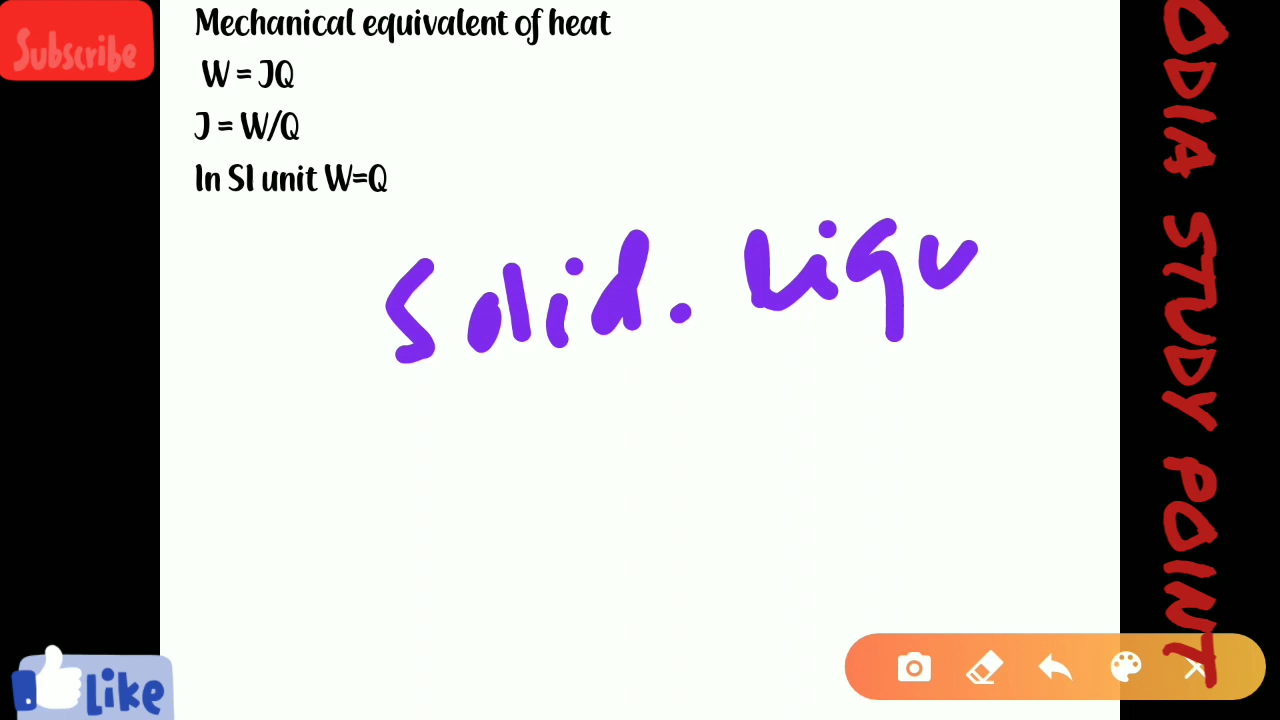 Subscribe
Mechanical equivalent of heat
W = JQ
J = W/Q
In SI unit W=Q
Solid. Liqu
Like
ODIA STUDY POINT